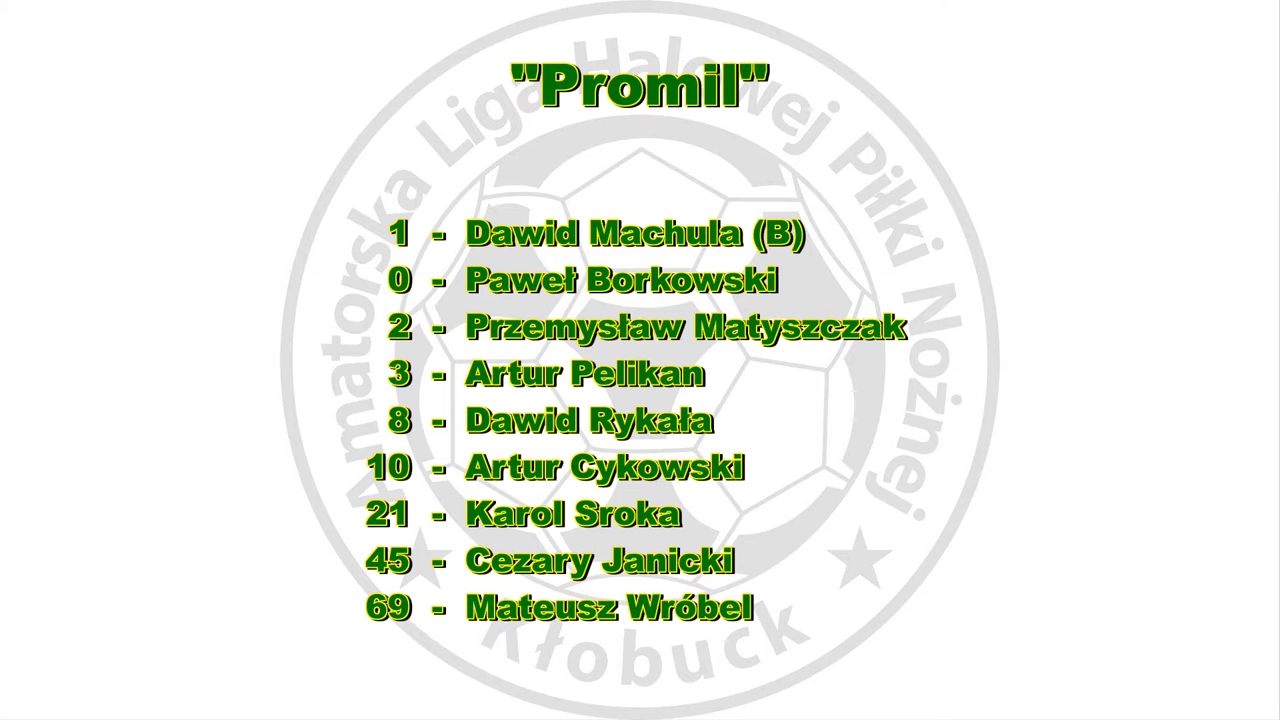 "Promil"
1 - Dawid Machula (B)
0 - Paweł Borkowski
2 - Przemysław Matyszczak
3 - Artur Pelikan
8 - Dawid Rykała
10 - Artur Cykowski
21 - Karol Sroka
45 - Cezary Janicki
69 - Mateusz Wróbel
Amatorska Liga Halowej Piłki Nożnej
Kłobuck